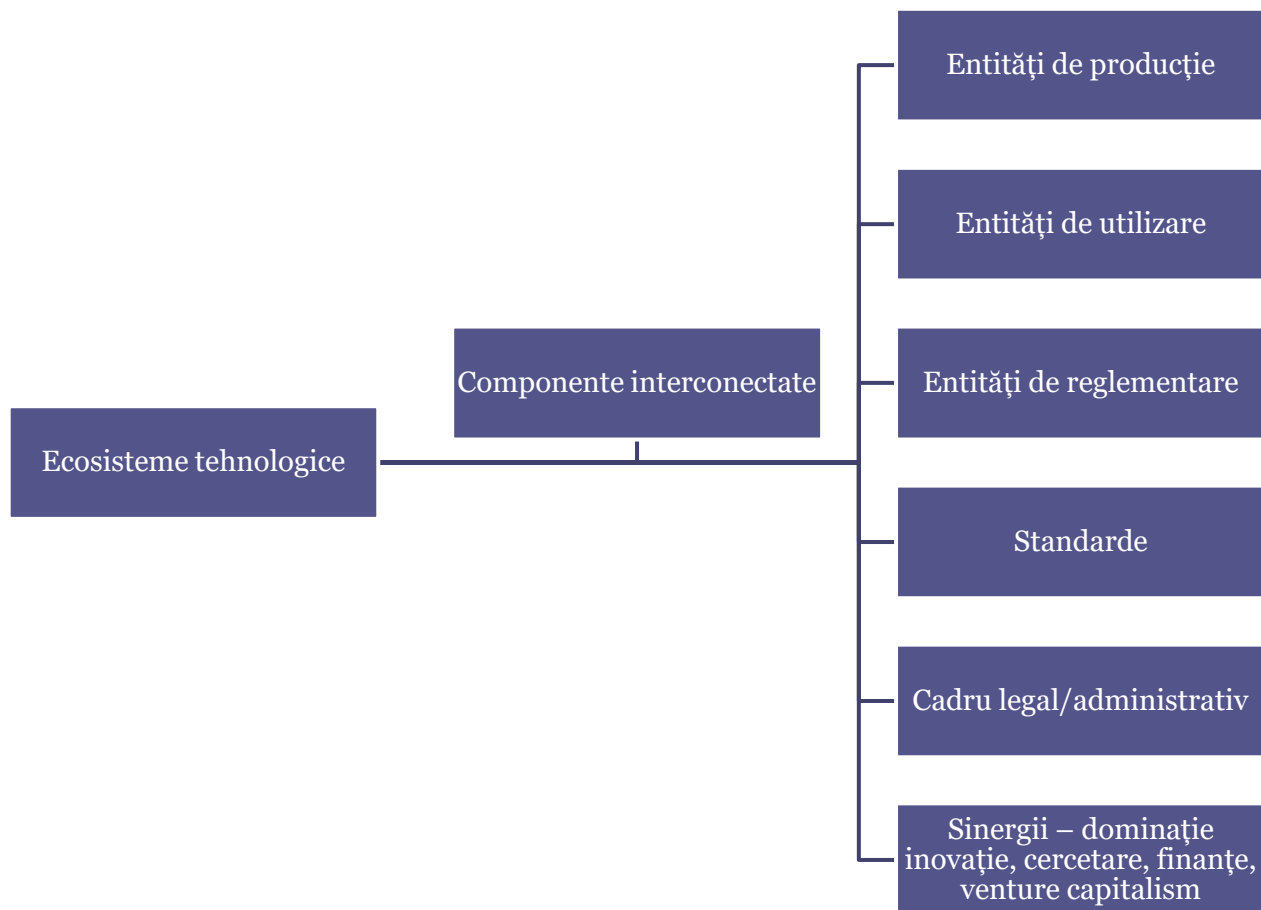 Entități de producție
Entități de utilizare
Componente interconectate
Entități de reglementare
Ecosisteme tehnologice
Standarde
Cadru legal/administrativ
Sinergii – dominație
inovație, cercetare, finanțe,
venture capitalism